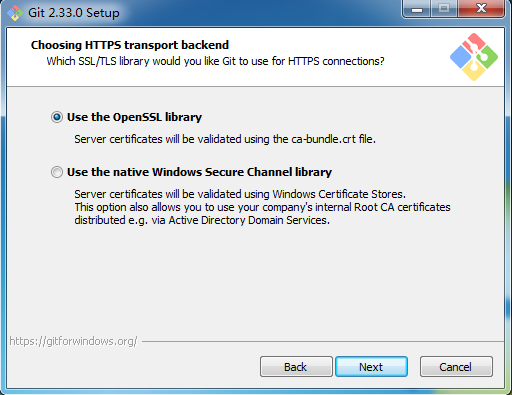 Git 2.33.0 Setup
Choosing HTTPS transport backend
Which SSL/TLS library would you like Git to use for HTTPS connections?
Use the OpenSSL library
Server certificates will be validated using the ca-bundle.crt file.
Use the native Windows Secure Channel library
Server certificates will be validated using Windows Certificate Stores.
This option also allows you to use your company's internal Root CA certificates
distributed e.g. via Active Directory Domain Services.
https://gitforwindows.org/
Back
Next
Cancel